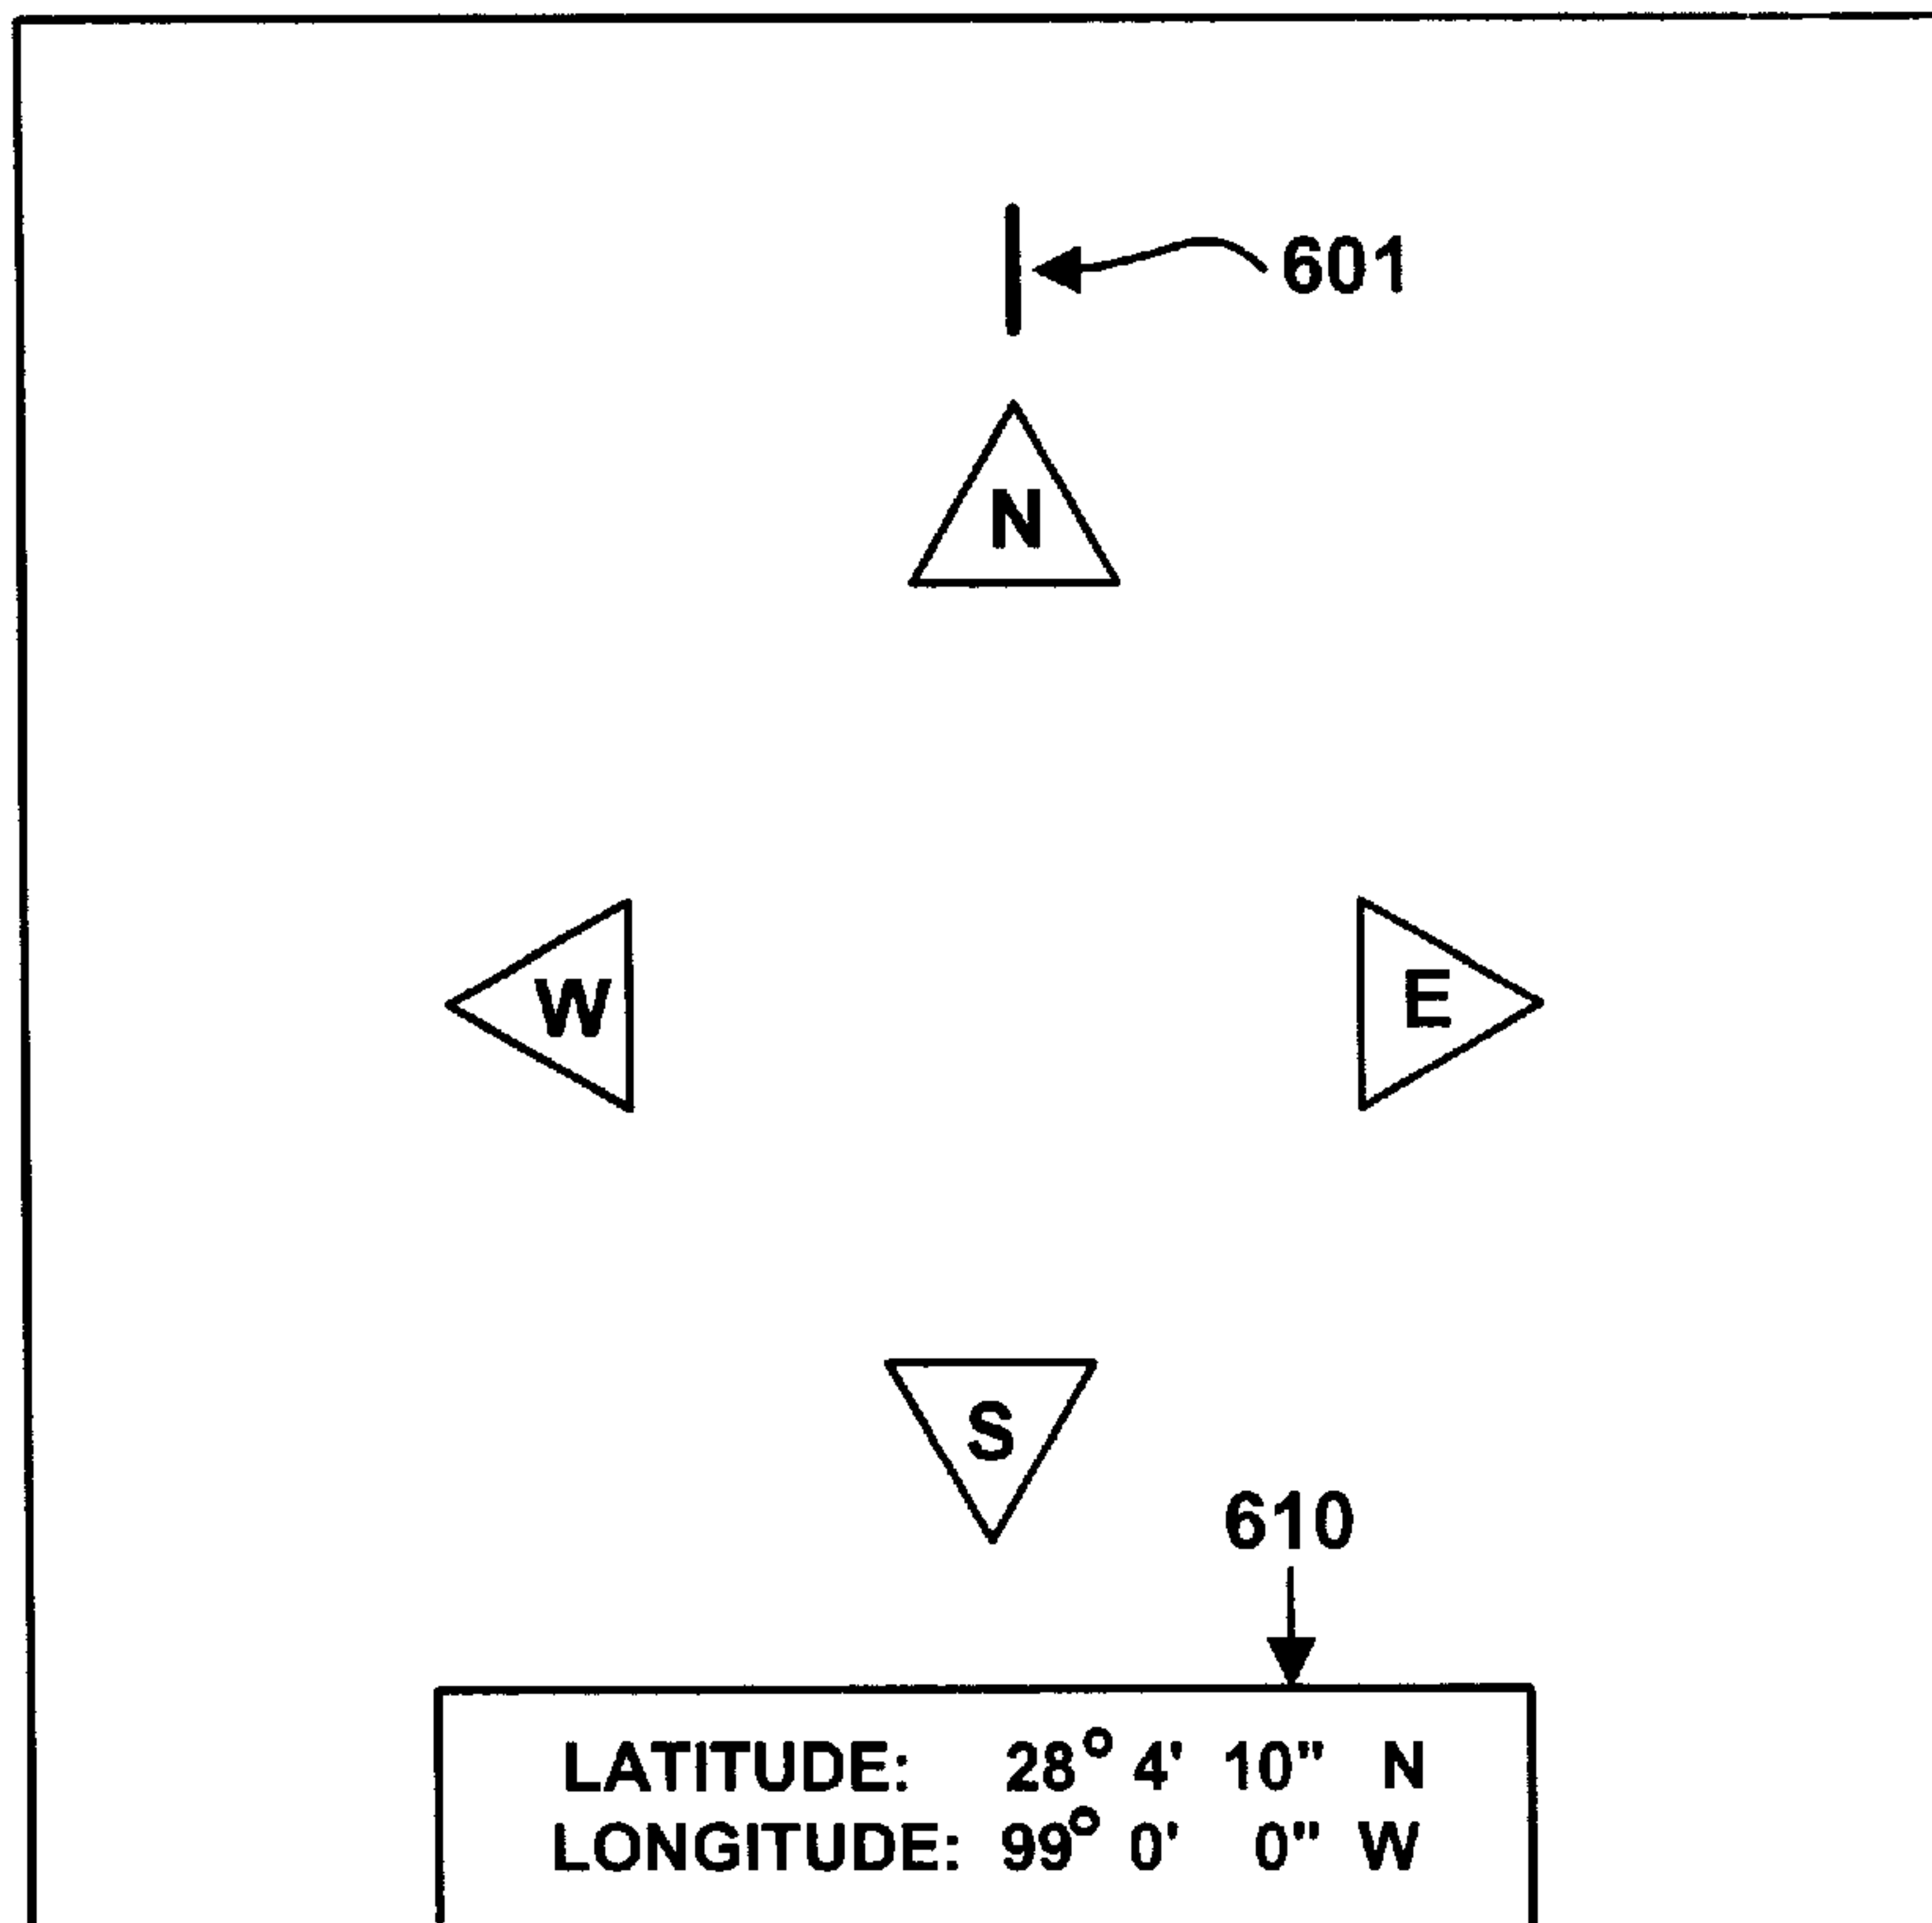 601
N
W
E
S
610
LATITUDE: 28° 4' 10" N
LONGITUDE: 99° 0' 0" W